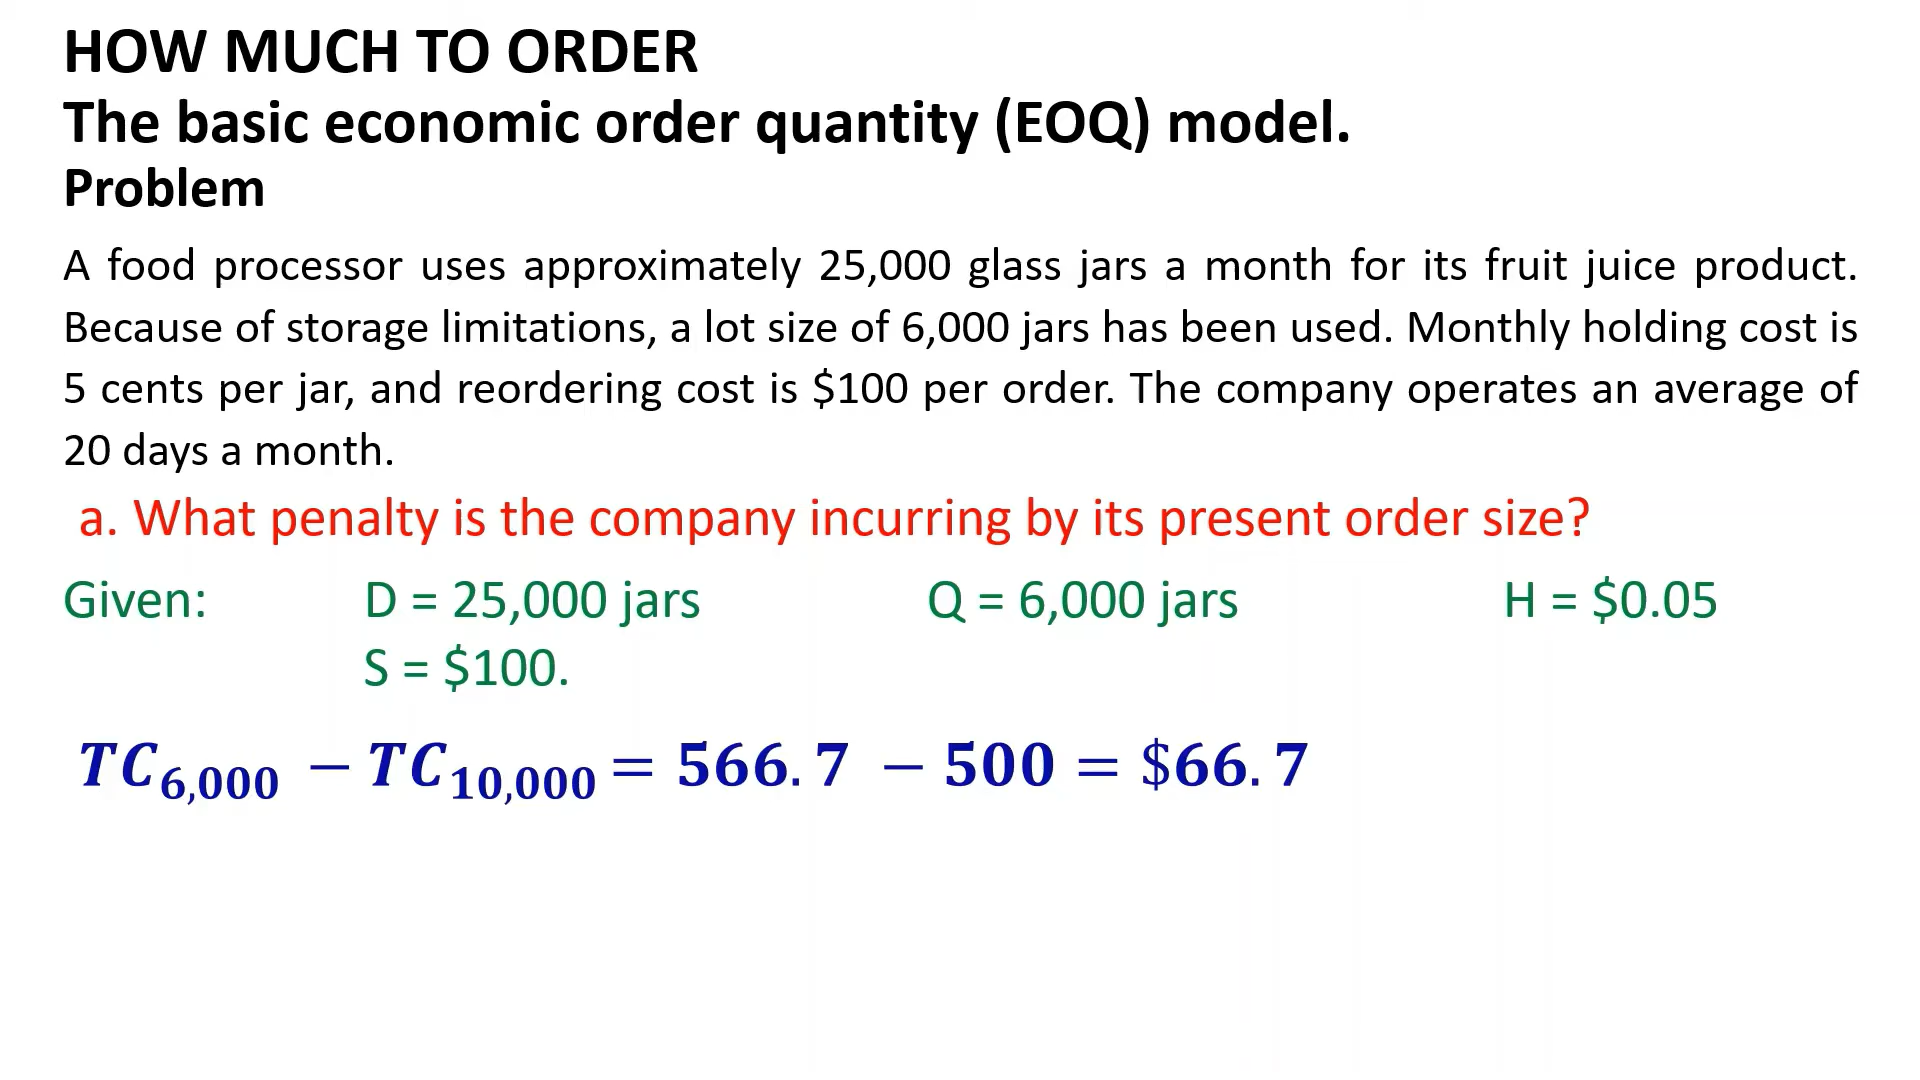 HOW MUCH TO ORDER
The basic economic order quantity (EOQ) model.
Problem
A food processor uses approximately 25,000 glass jars a month for its fruit juice product.
Because of storage limitations, a lot size of 6,000 jars has been used. Monthly holding cost is
5 cents per jar, and reordering cost is $100 per order. The company operates an average of
20 days a month.
a. What penalty is the company incurring by its present order size?
Given: D = 25,000 jars Q = 6,000 jars H = $0.05
S = $100.
TC₆,₀₀₀ − TC₁₀,₀₀₀ = 566.7 − 500 = $66.7